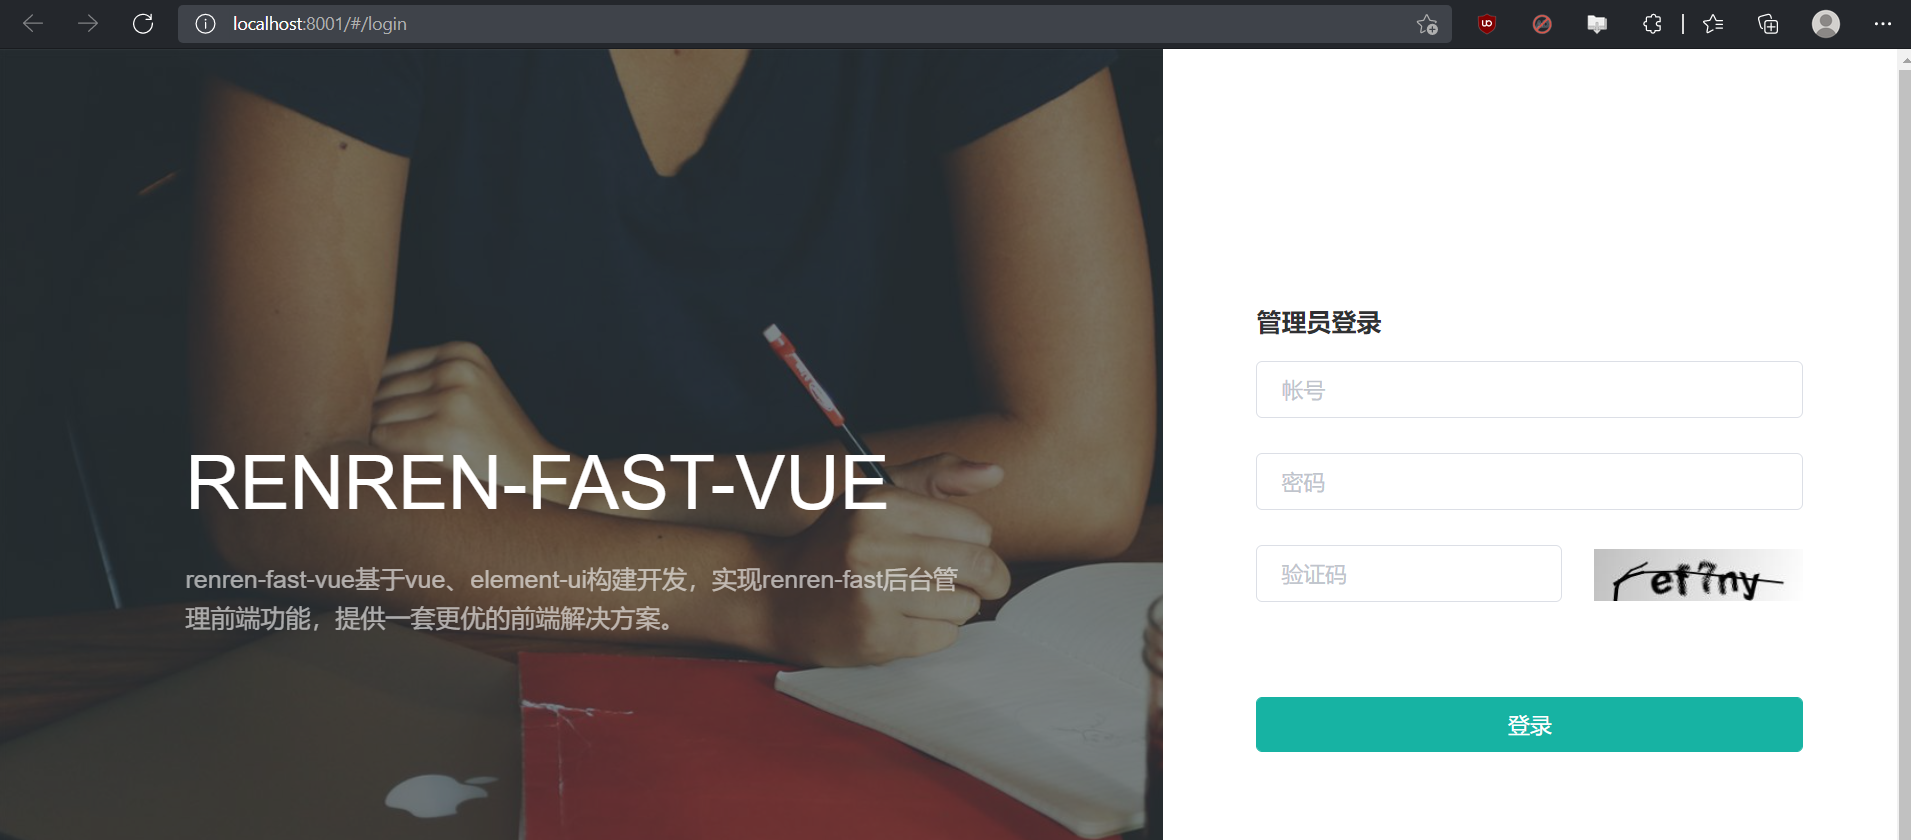 localhost:8001/#/login
RENREN-FAST-VUE
renren-fast-vue基于vue、element-ui构建开发，实现renren-fast后台管
理前端功能，提供一套更优的前端解决方案。
管理员登录
帐号
密码
验证码
ef7ny
登录